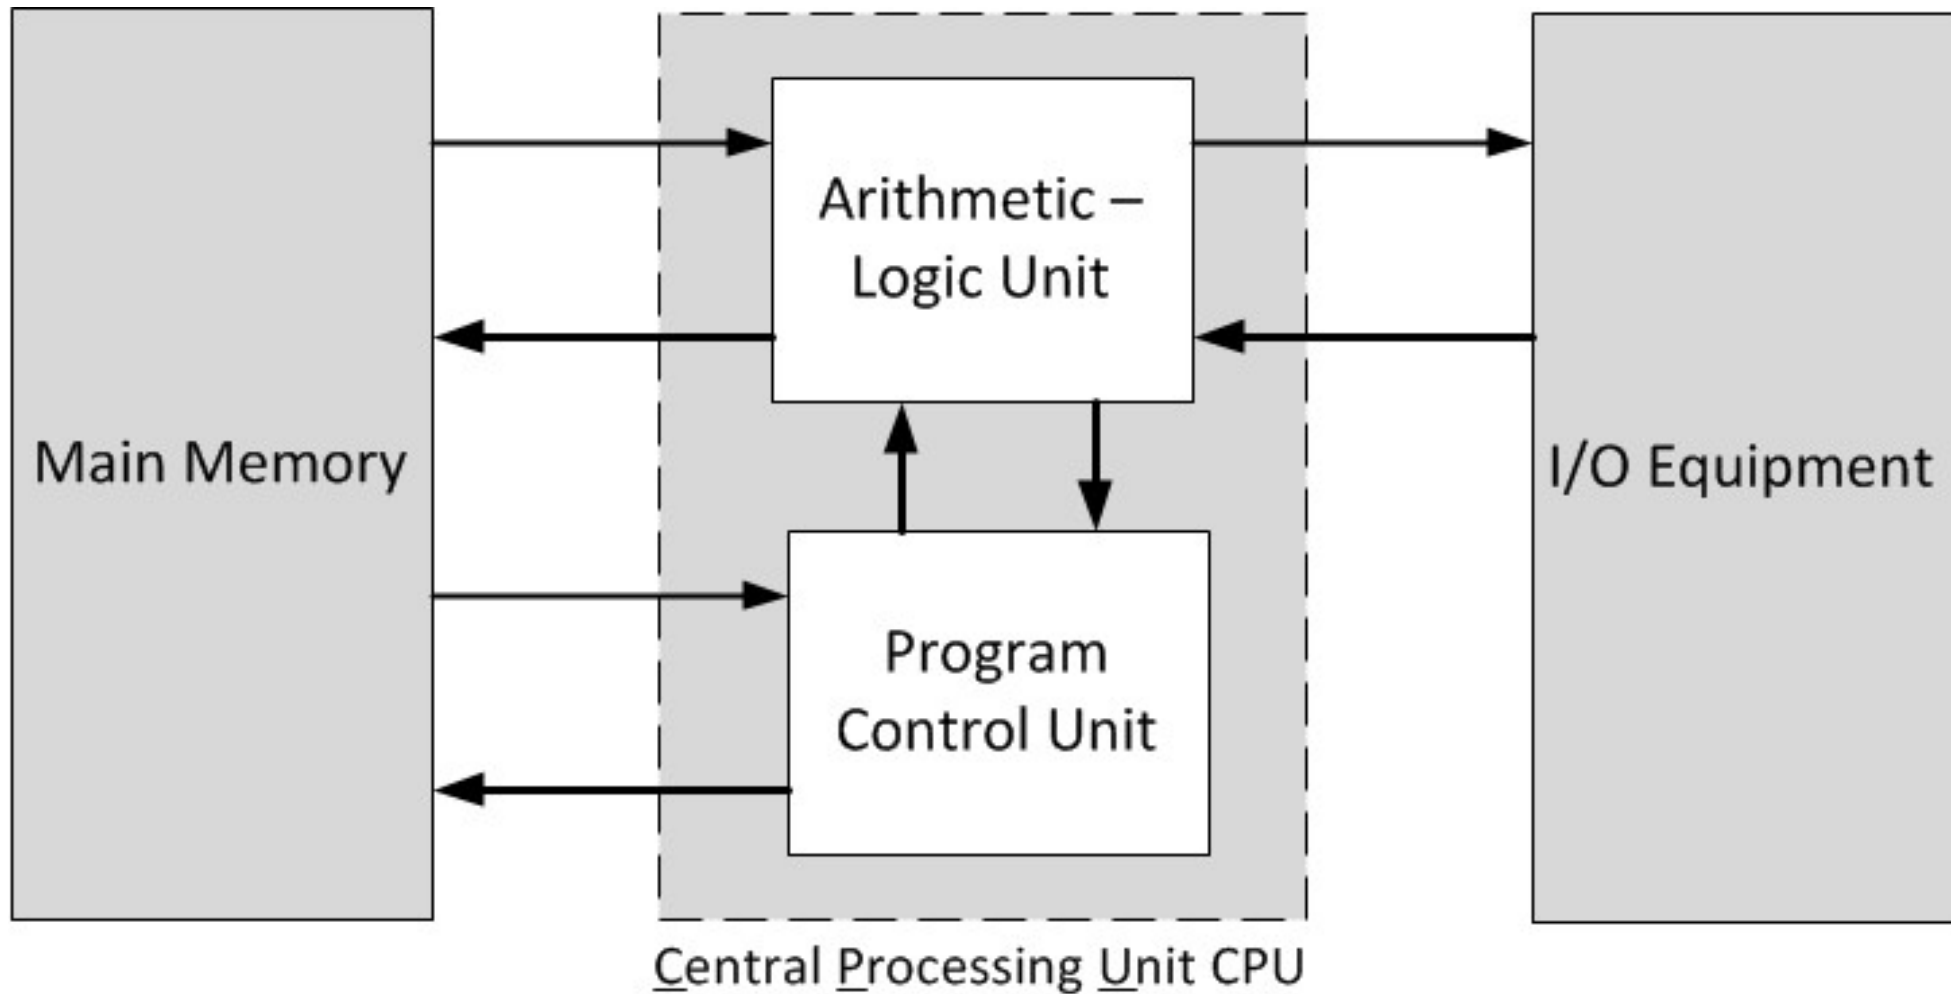 Arithmetic –
Logic Unit
Main Memory
I/O Equipment
Program
Control Unit
Central Processing Unit CPU